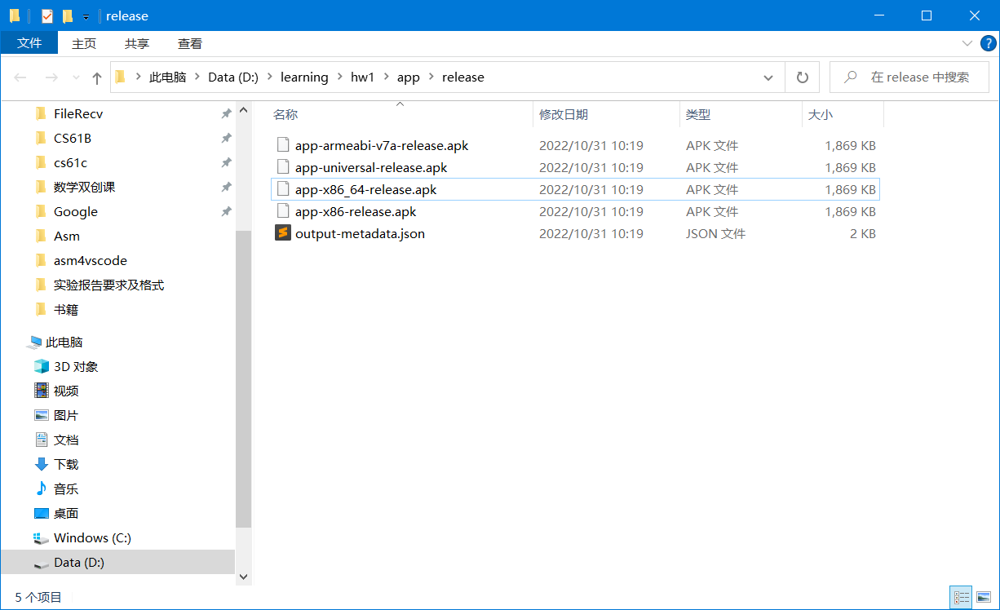 release
文件 主页 共享 查看
此电脑 Data (D:) learning hw1 app release 在 release 中搜索
FileRecv
CS61B
cs61c
数学双创课
Google
Asm
asm4vscode
实验报告要求及格式
书籍
此电脑
3D 对象
视频
图片
文档
下载
音乐
桌面
Windows (C:)
Data (D:)
名称 修改日期 类型 大小
app-armeabi-v7a-release.apk 2022/10/31 10:19 APK 文件 1,869 KB
app-universal-release.apk 2022/10/31 10:19 APK 文件 1,869 KB
app-x86_64-release.apk 2022/10/31 10:19 APK 文件 1,869 KB
app-x86-release.apk 2022/10/31 10:19 APK 文件 1,869 KB
output-metadata.json 2022/10/31 10:19 JSON 文件 2 KB
5 个项目